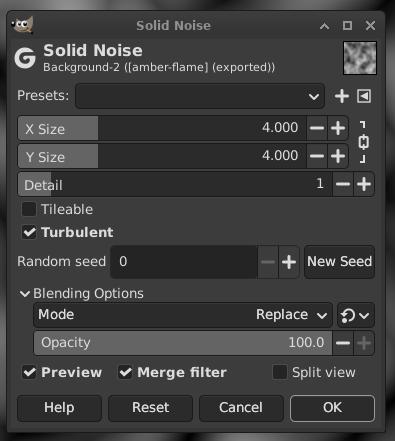 Solid Noise
Solid Noise
Background-2 ([amber-flame] (exported))
Presets:
X Size 4.000
Y Size 4.000
Detail 1
Tileable
Turbulent
Random seed 0 New Seed
Blending Options
Mode Replace
Opacity 100.0
Preview Merge filter Split view
Help Reset Cancel OK